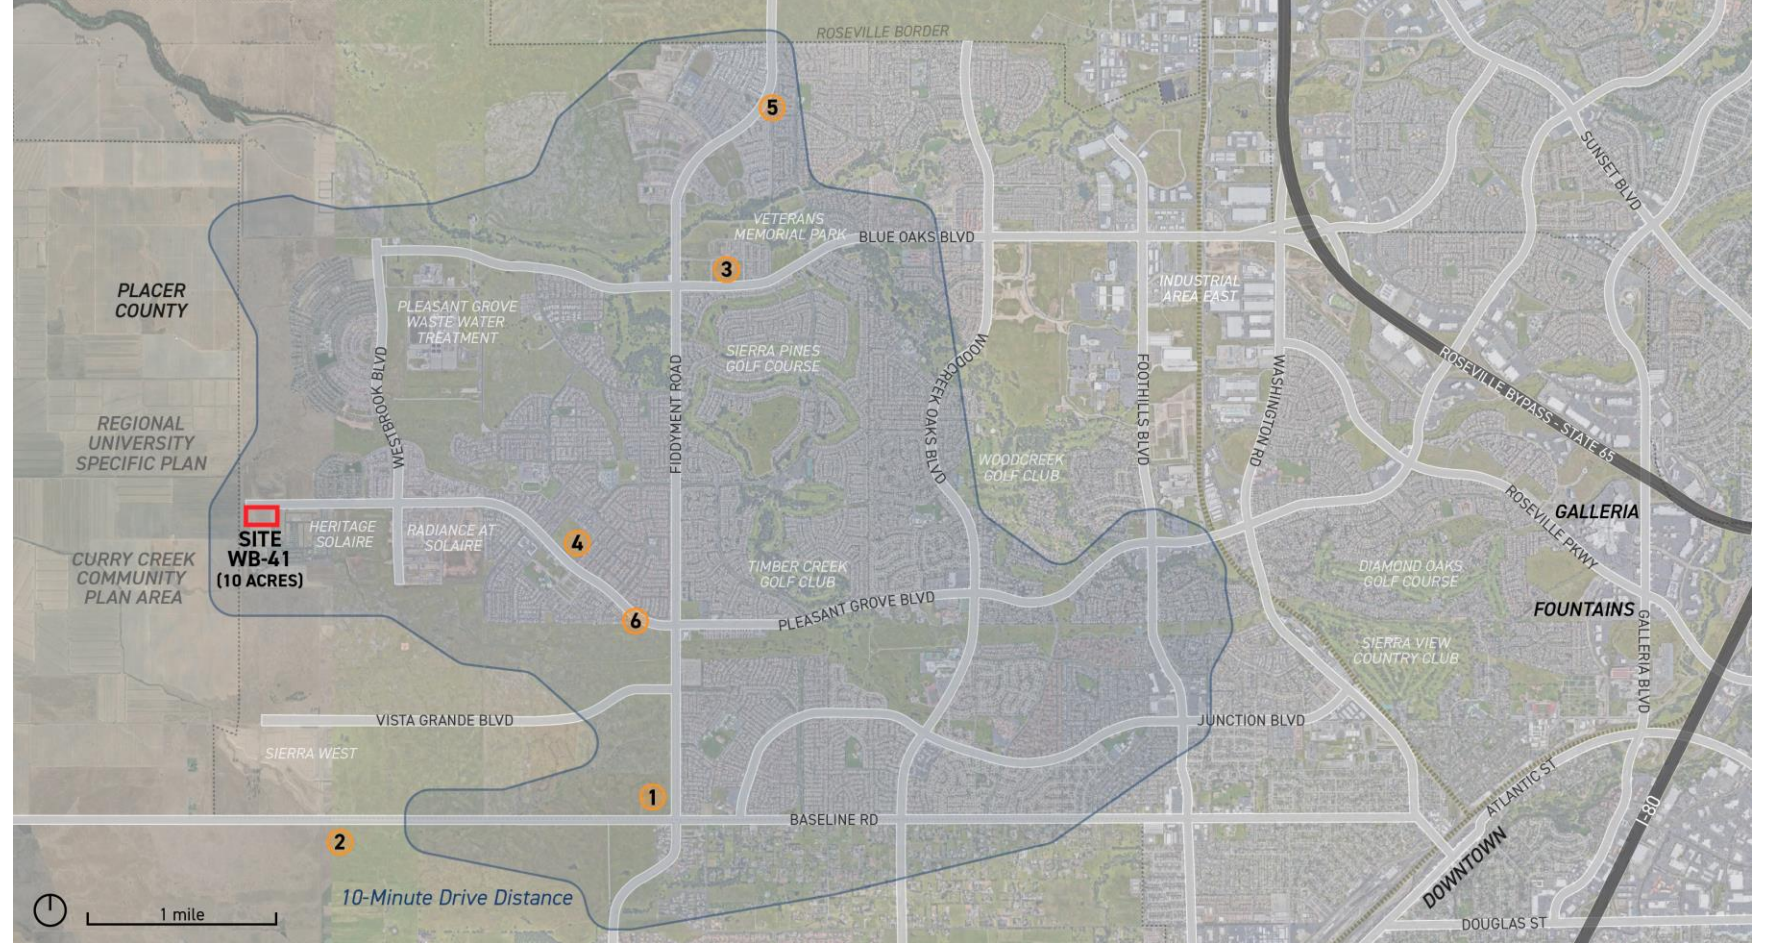 ROSEVILLE BORDER
5
SUNSET BLVD
VETERANS
MEMORIAL PARK
BLUE OAKS BLVD
3
PLACER
COUNTY
PLEASANT GROVE
WASTE WATER
TREATMENT
INDUSTRIAL
AREA EAST
SIERRA PINES
GOLF COURSE
WESTBROOK BLVD
FIDDYMENT ROAD
WOODCREEK OAKS BLVD
FOOTHILLS BLVD
WASHINGTON RD
ROSEVILLE BYPASS - STATE 65
REGIONAL
UNIVERSITY
SPECIFIC PLAN
WOODCREEK
GOLF CLUB
ROSEVILLE PKWY
GALLERIA
SITE
WB-41
(10 ACRES)
HERITAGE
SOLAIRE
RADIANCE AT
SOLAIRE
4
CURRY CREEK
COMMUNITY
PLAN AREA
TIMBER CREEK
GOLF CLUB
DIAMOND OAKS
GOLF COURSE
PLEASANT GROVE BLVD
FOUNTAINS
6
SIERRA VIEW
COUNTRY CLUB
GALLERIA BLVD
VISTA GRANDE BLVD
JUNCTION BLVD
SIERRA WEST
1
ATLANTIC ST
I-80
BASELINE RD
2
DOWNTOWN
10-Minute Drive Distance
1 mile
DOUGLAS ST